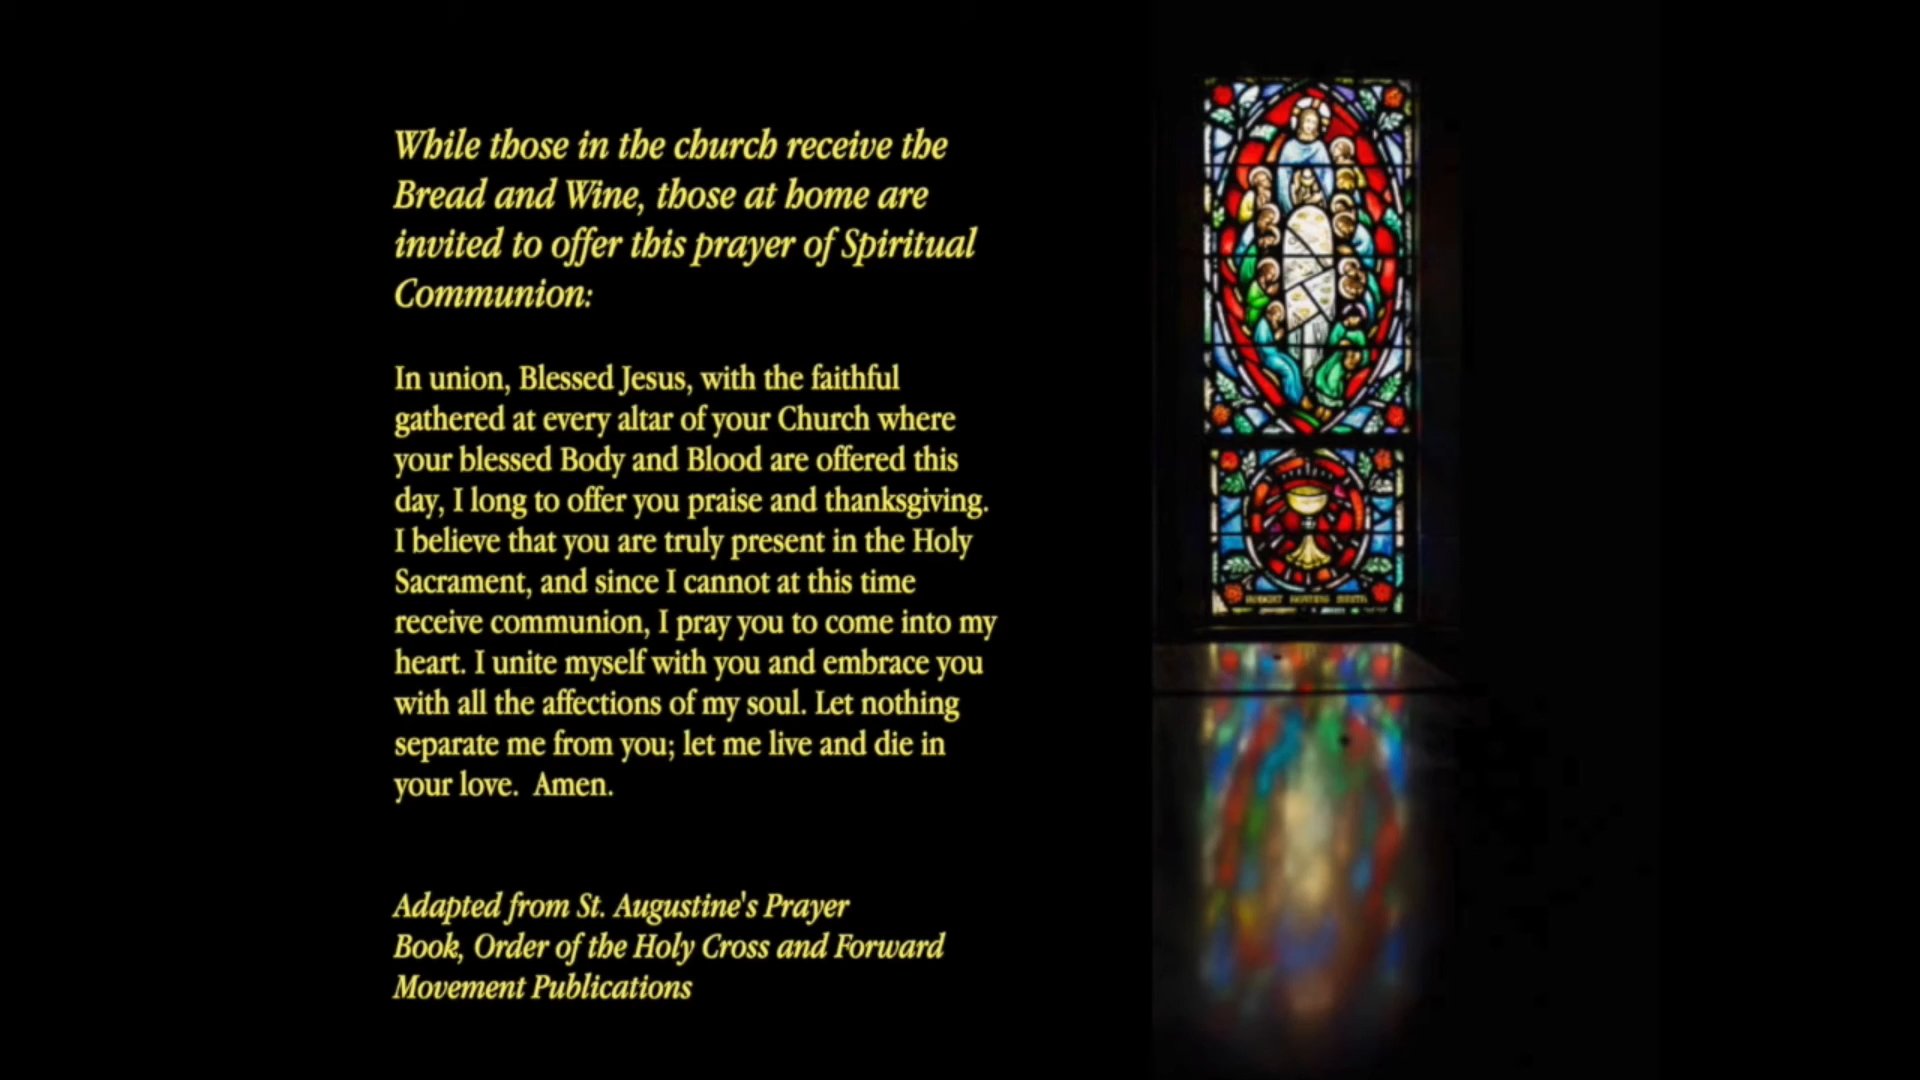 While those in the church receive the
Bread and Wine, those at home are
invited to offer this prayer of Spiritual
Communion:
In union, Blessed Jesus, with the faithful
gathered at every altar of your Church where
your blessed Body and Blood are offered this
day, I long to offer you praise and thanksgiving.
I believe that you are truly present in the Holy
Sacrament, and since I cannot at this time
receive communion, I pray you to come into my
heart. I unite myself with you and embrace you
with all the affections of my soul. Let nothing
separate me from you; let me live and die in
your love.  Amen.
Adapted from St. Augustine's Prayer
Book, Order of the Holy Cross and Forward
Movement Publications